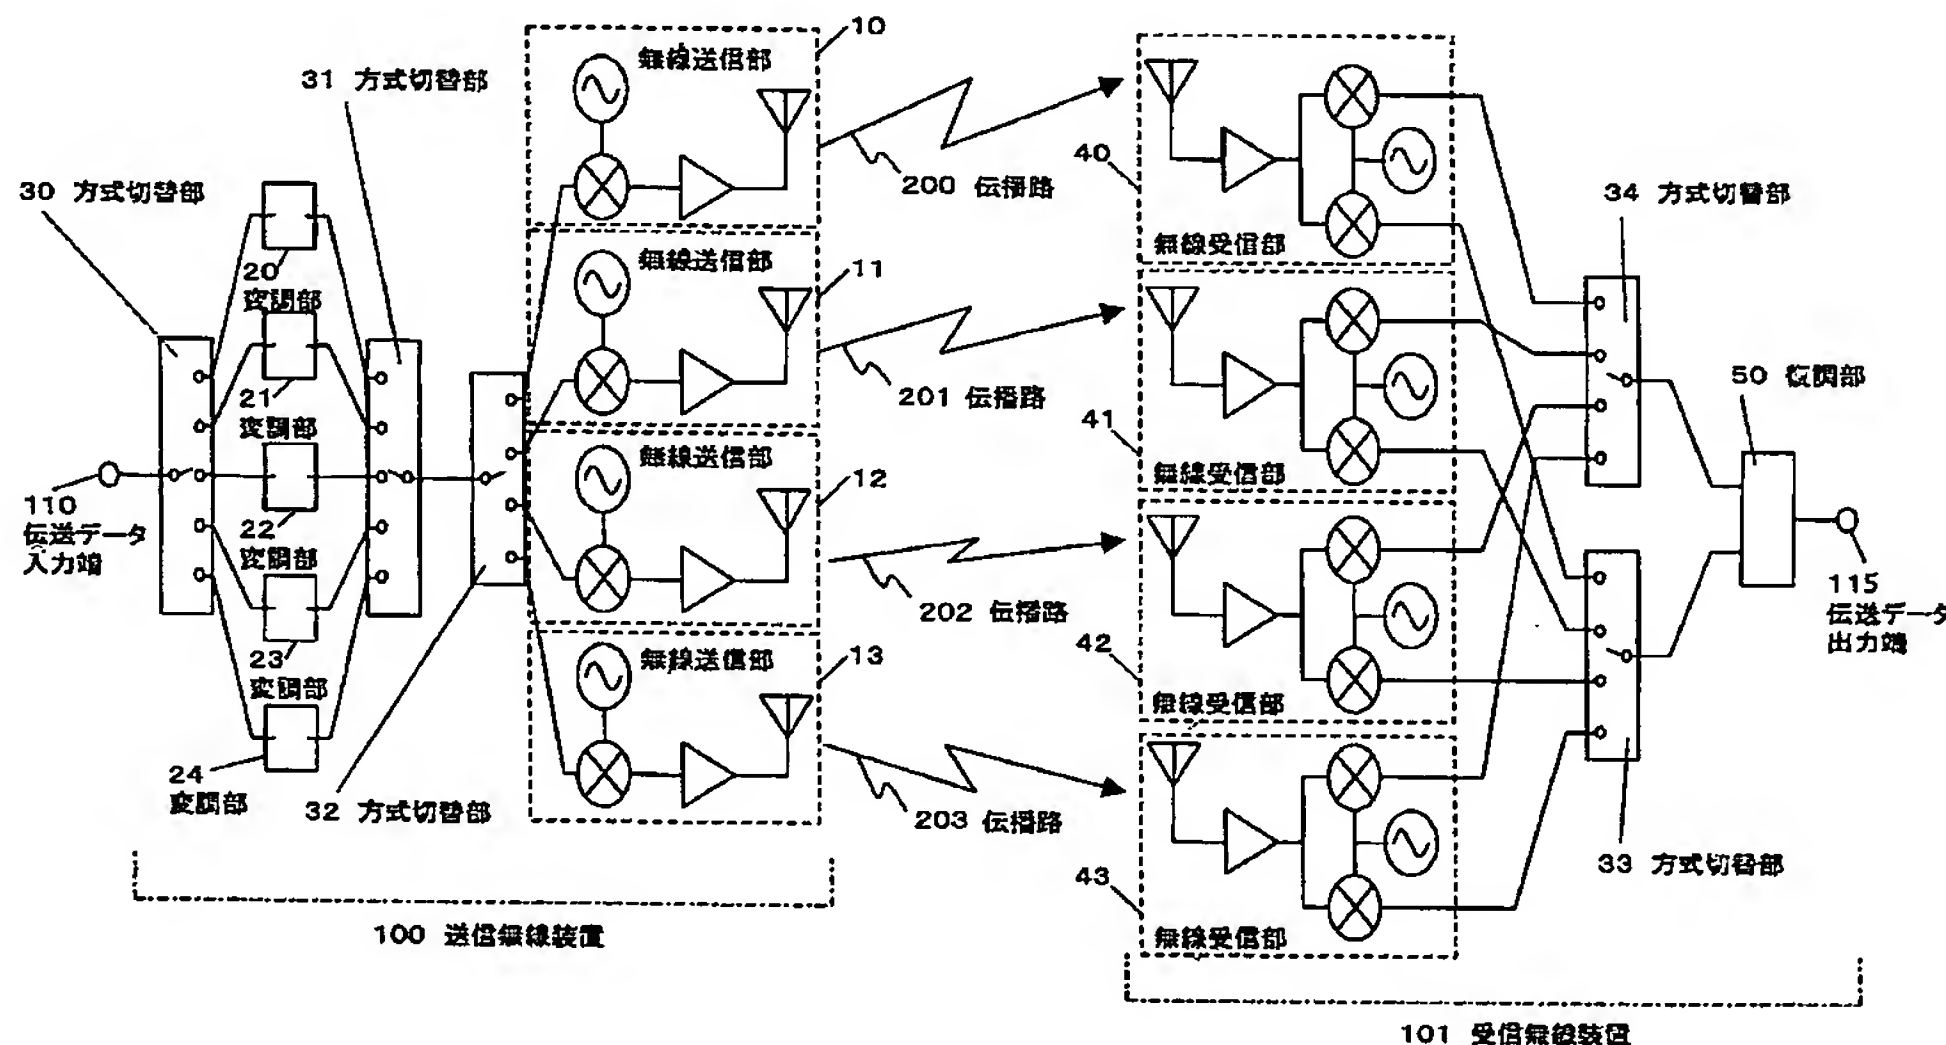 10
無線送信部
31 方式切替部
30 方式切替部
200 伝播路
40
34 方式切替部
無線受信部
20
変調部
無線送信部
11
21
変調部
201 伝播路
41
50 復調部
無線受信部
無線送信部
12
110
伝送データ
入力端
22
変調部
202 伝播路
42
115
伝送データ
出力端
無線受信部
無線送信部
13
23
変調部
24
変調部
32 方式切替部
203 伝播路
43
33 方式切替部
無線受信部
100 送信無線装置
101 受信無線装置